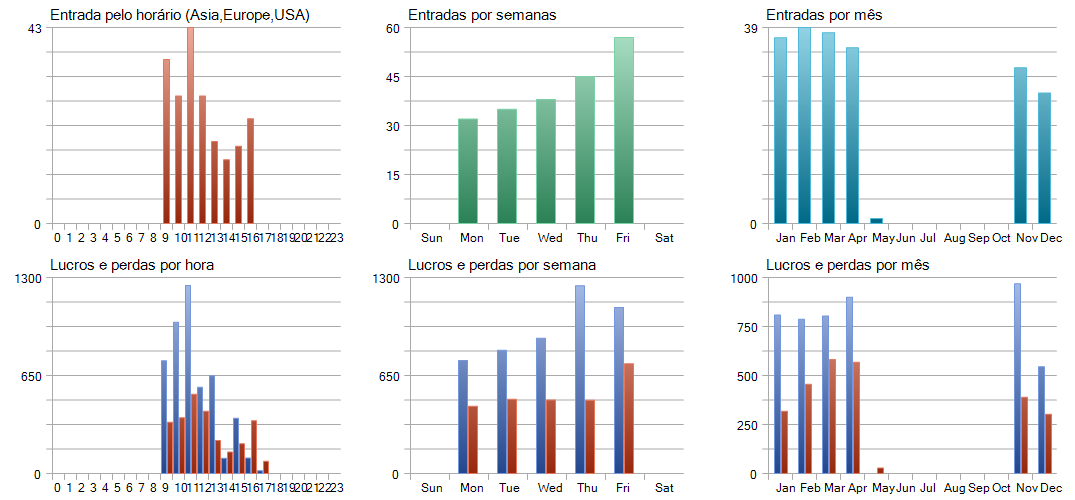 Entrada pelo horário (Asia,Europe,USA)
43
0
0 1 2 3 4 5 6 7 8 9 10 11 12 13 14 15 16 17 18 19 20 21 22 23
Entradas por semanas
60
45
30
15
0
Sun Mon Tue Wed Thu Fri Sat
Entradas por mês
39
0
Jan Feb Mar Apr May Jun Jul Aug Sep Oct Nov Dec
Lucros e perdas por hora
1300
650
0
0 1 2 3 4 5 6 7 8 9 10 11 12 13 14 15 16 17 18 19 20 21 22 23
Lucros e perdas por semana
1300
650
0
Sun Mon Tue Wed Thu Fri Sat
Lucros e perdas por mês
1000
750
500
250
0
Jan Feb Mar Apr May Jun Jul Aug Sep Oct Nov Dec